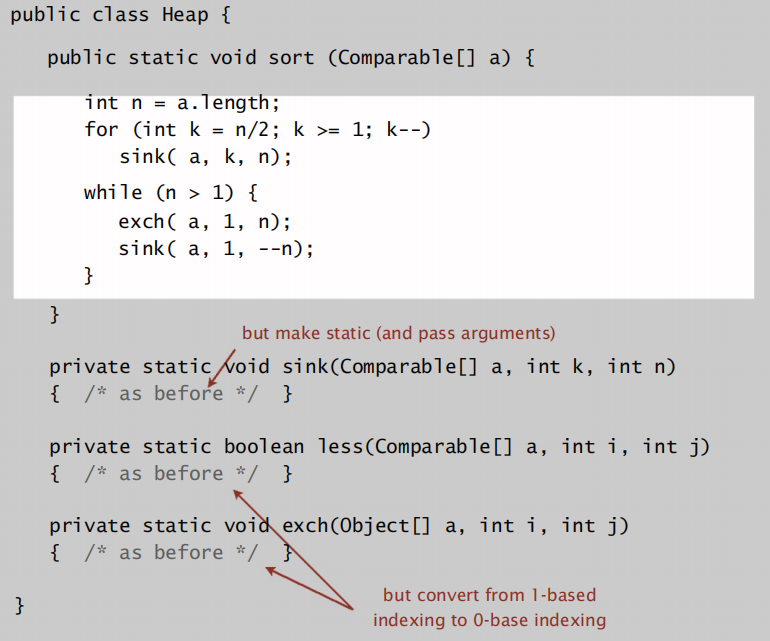 public class Heap {
public static void sort (Comparable[] a) {
int n = a.length;
for (int k = n/2; k >= 1; k--)
sink( a, k, n);
while (n > 1) {
exch( a, 1, n);
sink( a, 1, --n);
}
}
but make static (and pass arguments)
private static void sink(Comparable[] a, int k, int n)
{ /* as before */ }
private static boolean less(Comparable[] a, int i, int j)
{ /* as before */ }
private static void exch(Object[] a, int i, int j)
{ /* as before */ }
but convert from 1-based
indexing to 0-base indexing
}